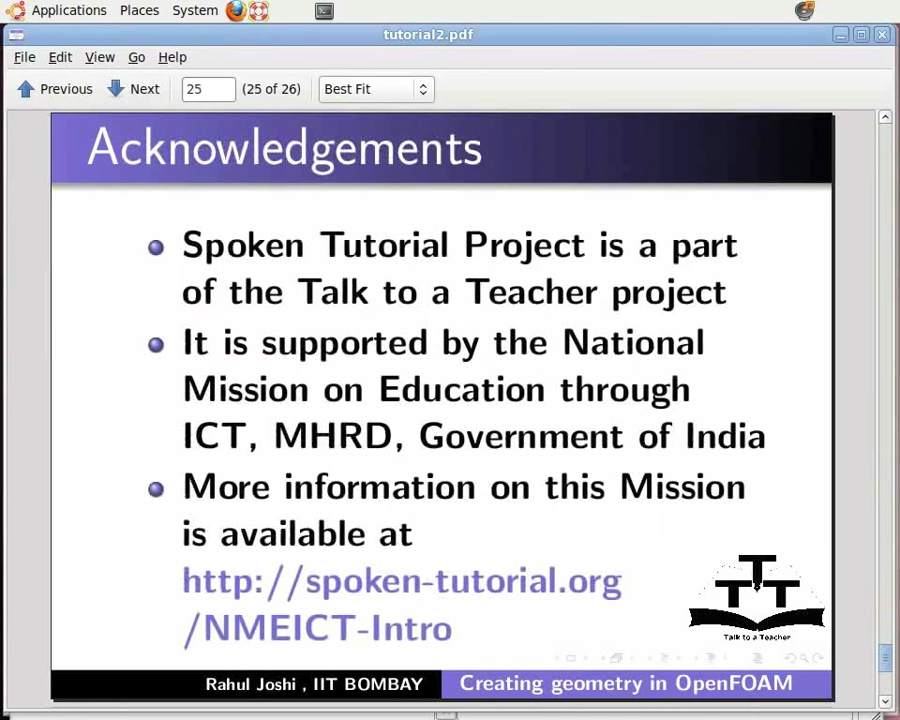 Applications Places System
tutorial2.pdf
File Edit View Go Help
Previous Next 25 (25 of 26) Best Fit
Acknowledgements
Spoken Tutorial Project is a part
of the Talk to a Teacher project
It is supported by the National
Mission on Education through
ICT, MHRD, Government of India
More information on this Mission
is available at
http://spoken-tutorial.org
/NMEICT-Intro
TTT
Talk to a Teacher
Rahul Joshi , IIT BOMBAY Creating geometry in OpenFOAM